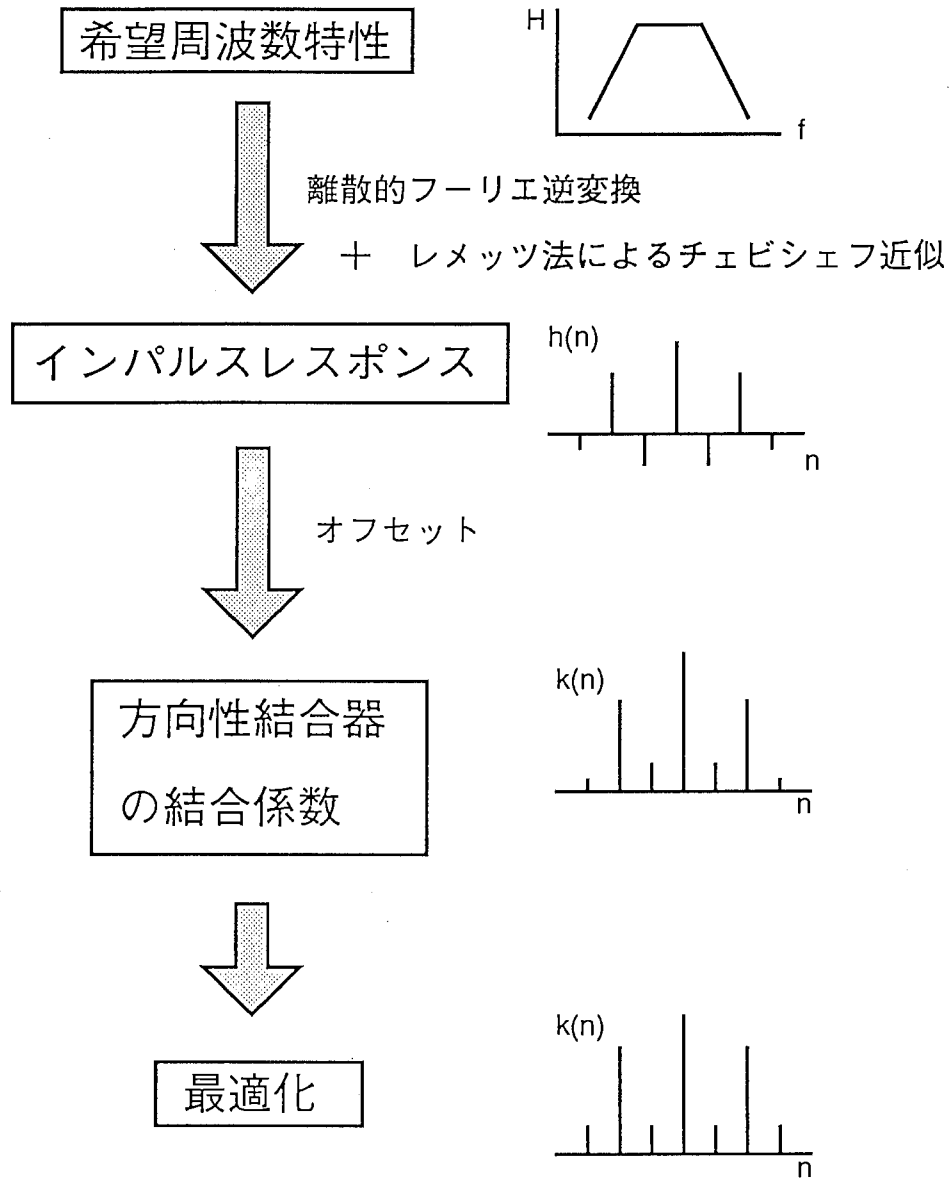 希望周波数特性
H
f
離散的フーリエ逆変換
＋ レメッツ法によるチェビシェフ近似
インパルスレスポンス
h(n)
n
オフセット
方向性結合器
の結合係数
k(n)
n
最適化
k(n)
n